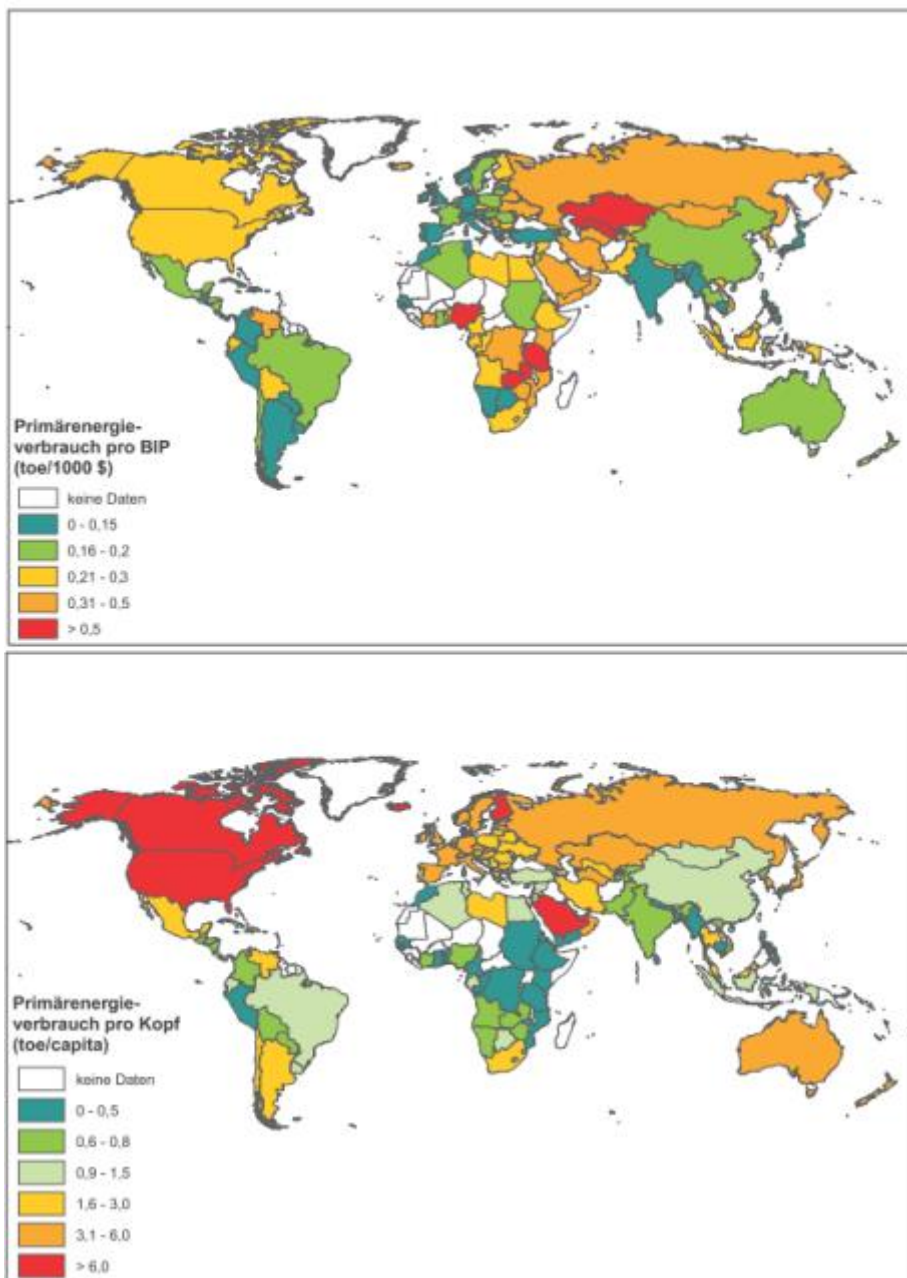 Primärenergie-
verbrauch pro BIP
(toe/1000 $)
keine Daten
0 - 0,15
0,16 - 0,2
0,21 - 0,3
0,31 - 0,5
> 0,5
Primärenergie-
verbrauch pro Kopf
(toe/capita)
keine Daten
0 - 0,5
0,6 - 0,8
0,9 - 1,5
1,6 - 3,0
3,1 - 6,0
> 6,0